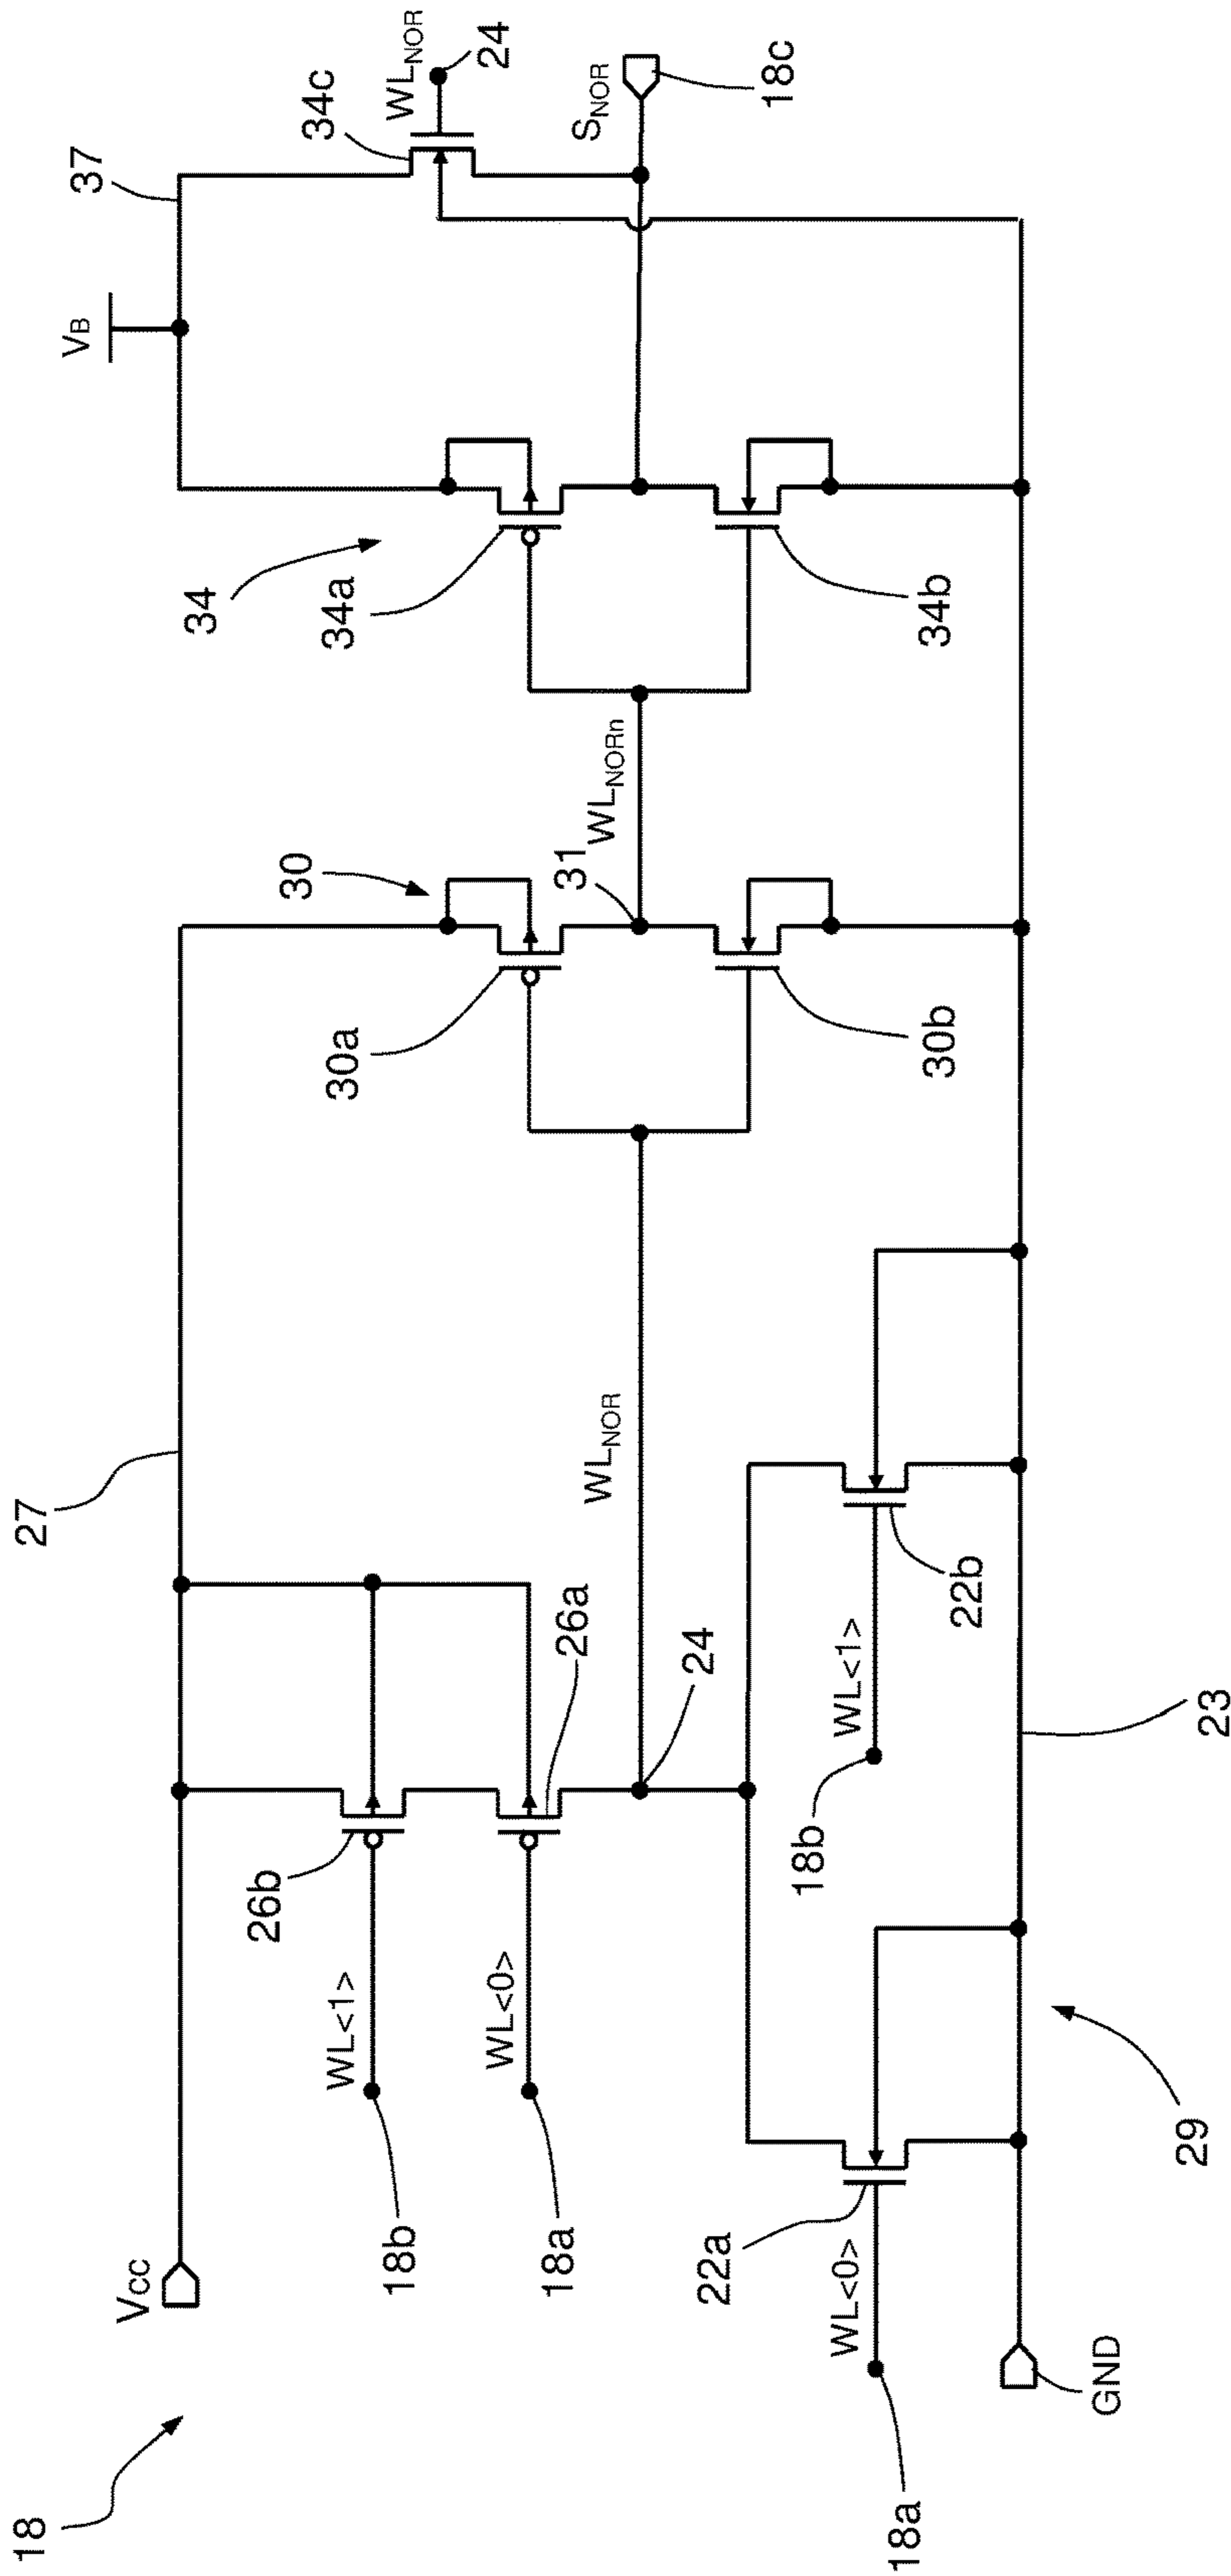 18
VCC
27
VB
37
18b
WL<1>
26b
18a
WL<0>
26a
24
WLNOR
30
30a
31
WLNORn
34
34a
34c
WLNOR
24
SNOR
18c
18a
WL<0>
22a
18b
WL<1>
22b
30b
34b
GND
29
23